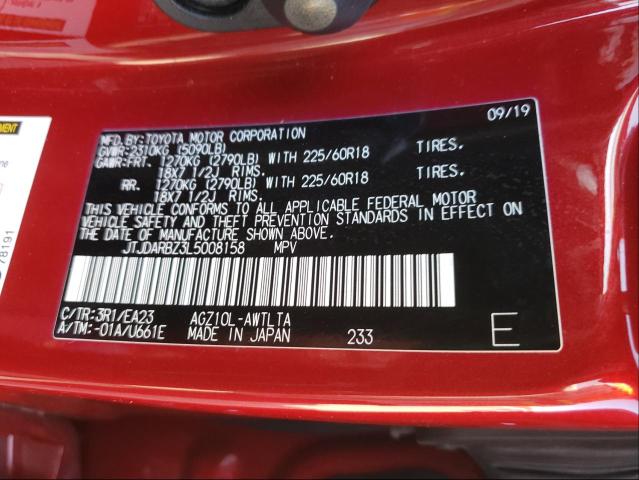 09/19
MFD.BY:TOYOTA MOTOR CORPORATION
GVWR:2310KG (5090LB)
GAWR:FRT. 1270KG (2790LB) WITH 225/60R18 TIRES.
18X7 1/2J RIMS.
RR. 1270KG (2790LB) WITH 225/60R18 TIRES.
18X7 1/2J RIMS.
THIS VEHICLE CONFORMS TO ALL APPLICABLE FEDERAL MOTOR
VEHICLE SAFETY AND THEFT PREVENTION STANDARDS IN EFFECT ON
THE DATE OF MANUFACTURE SHOWN ABOVE.
JTJDARBZ3L5008158 MPV
C/TR:3R1/EA23 AGZ10L-AWTLTA
A/TM:-01A/U661E MADE IN JAPAN 233 E
78191